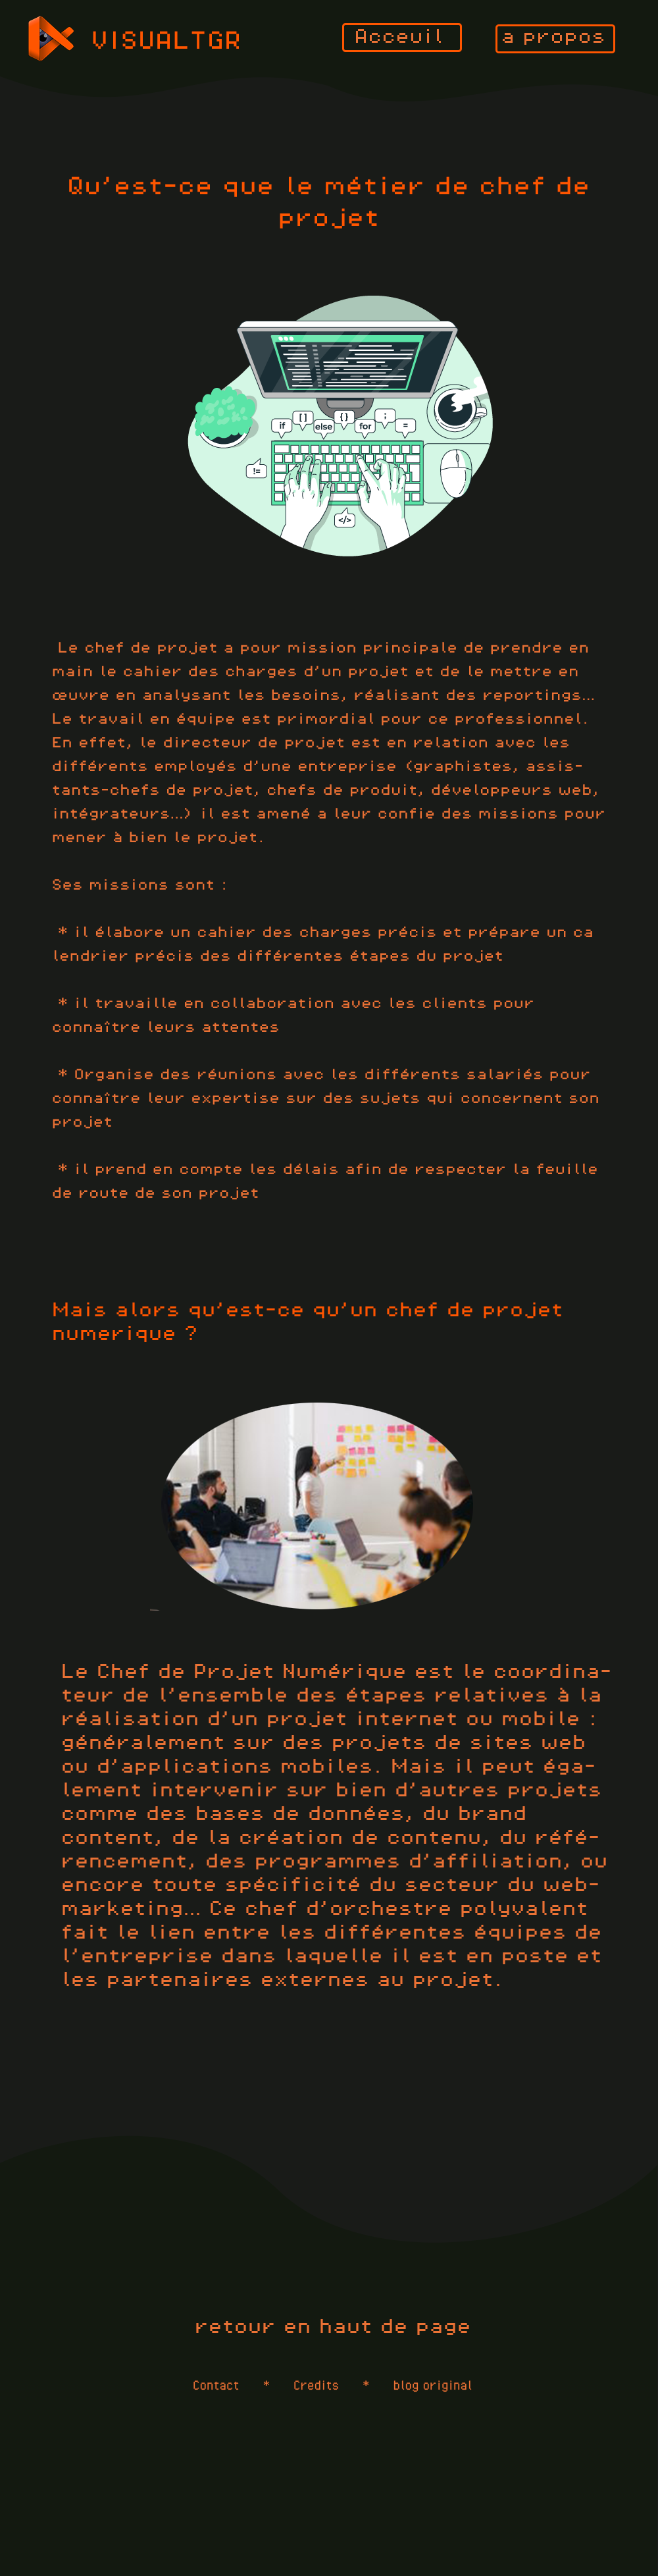 VISUALTGR
Acceuil
a propos
Qu'est-ce que le métier de chef de
projet
[ ]
{ }
;
if
else
for
=
!=
</>
Le chef de projet a pour mission principale de prendre en
main le cahier des charges d'un projet et de le mettre en
œuvre en analysant les besoins, réalisant des reportings…
Le travail en équipe est primordial pour ce professionnel.
En effet, le directeur de projet est en relation avec les
différents employés d'une entreprise (graphistes, assis-
tants-chefs de projet, chefs de produit, développeurs web,
intégrateurs…) il est amené a leur confie des missions pour
mener à bien le projet.
Ses missions sont :
* il élabore un cahier des charges précis et prépare un ca
lendrier précis des différentes étapes du projet
* il travaille en collaboration avec les clients pour
connaître leurs attentes
* Organise des réunions avec les différents salariés pour
connaître leur expertise sur des sujets qui concernent son
projet
* il prend en compte les délais afin de respecter la feuille
de route de son projet
Mais alors qu'est-ce qu'un chef de projet
numerique ?
Le Chef de Projet Numérique est le coordina-
teur de l'ensemble des étapes relatives à la
réalisation d'un projet internet ou mobile :
généralement sur des projets de sites web
ou d'applications mobiles. Mais il peut éga-
lement intervenir sur bien d'autres projets
comme des bases de données, du brand
content, de la création de contenu, du réfé-
rencement, des programmes d'affiliation, ou
encore toute spécificité du secteur du web-
marketing… Ce chef d'orchestre polyvalent
fait le lien entre les différentes équipes de
l'entreprise dans laquelle il est en poste et
les partenaires externes au projet.
retour en haut de page
Contact * Credits * blog original